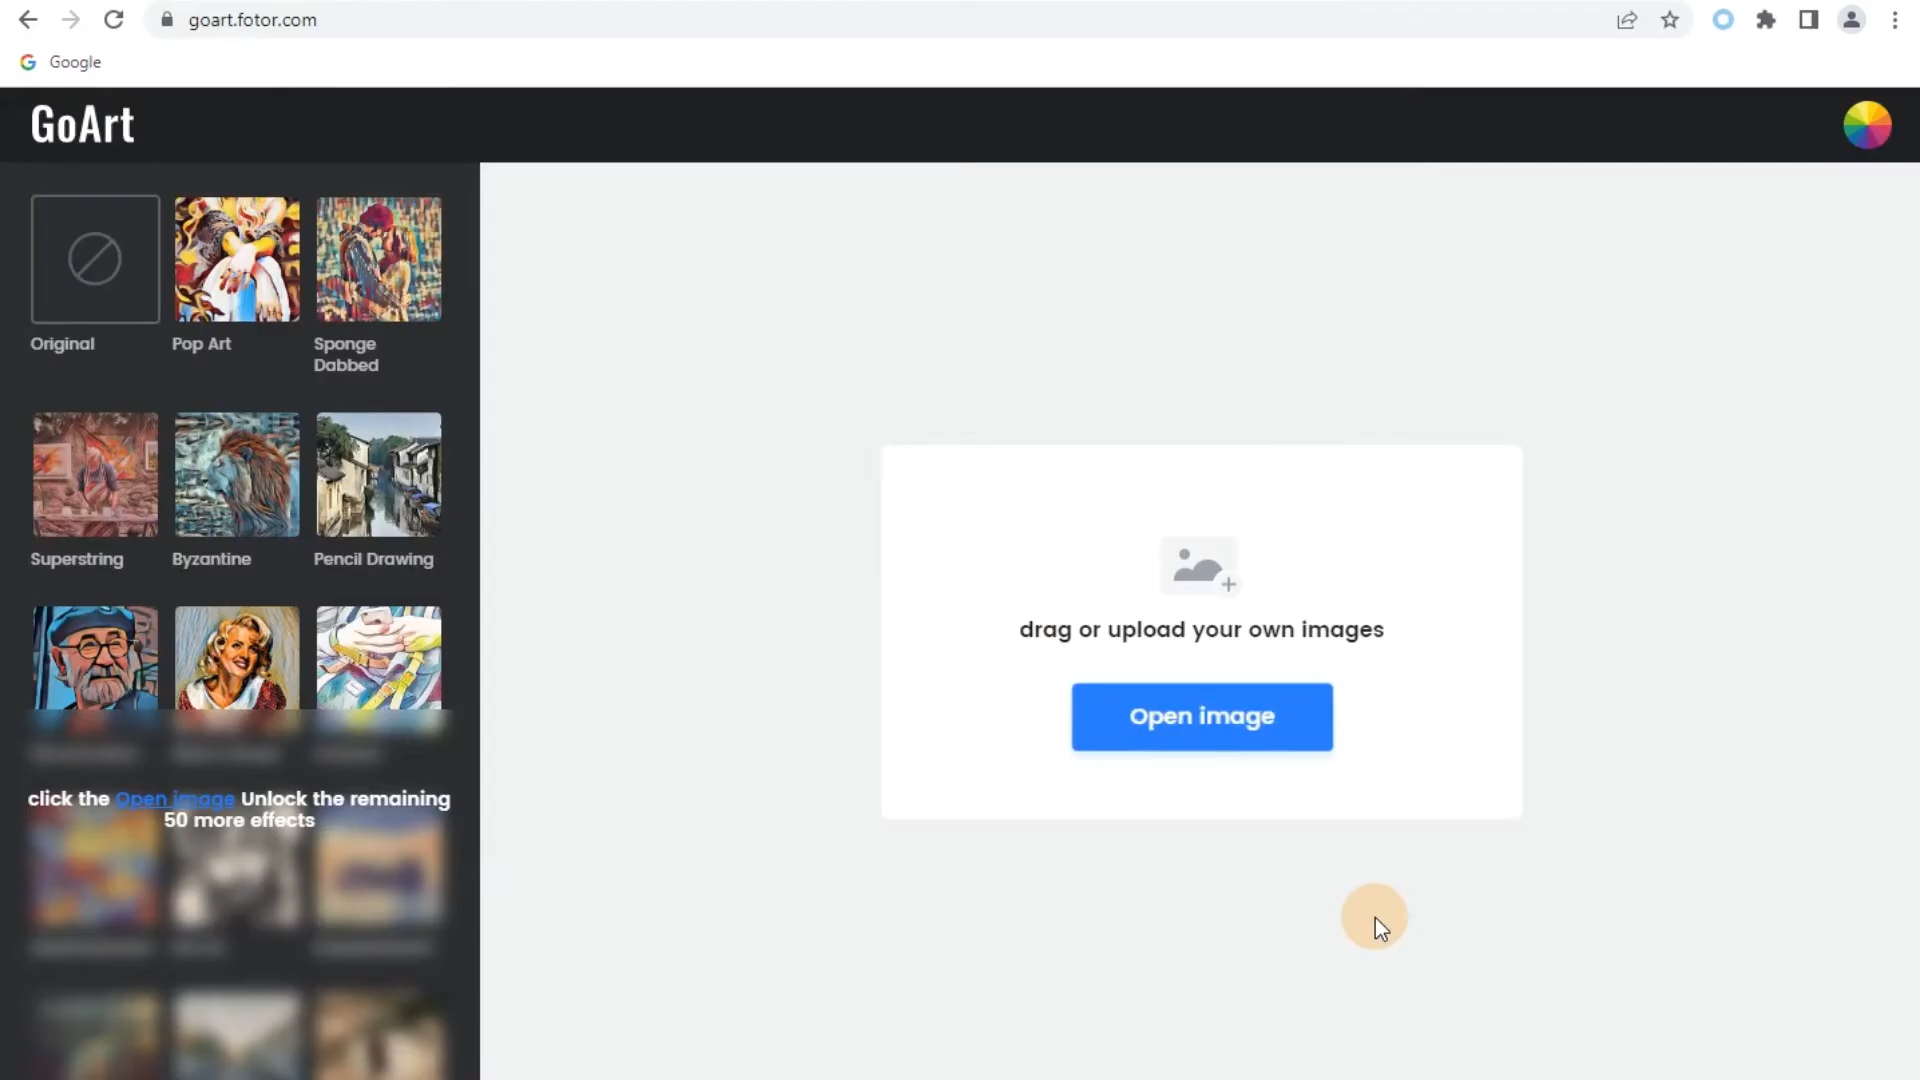 goart.fotor.com
Google
GoArt
Original
Pop Art
Sponge
Dabbed
Superstring
Byzantine
Pencil Drawing
click the Open image Unlock the remaining
50 more effects
drag or upload your own images
Open image